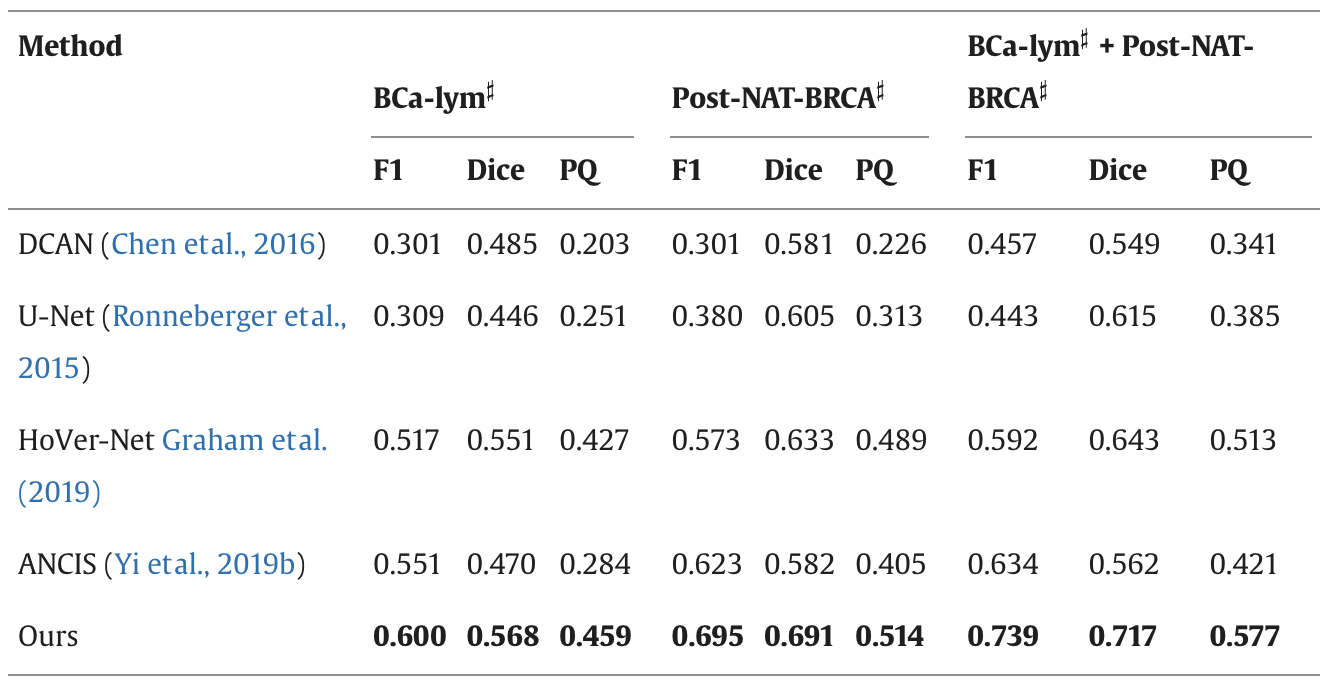 Method BCa-lym♯ + Post-NAT-
BCa-lym♯ Post-NAT-BRCA♯ BRCA♯
F1 Dice PQ F1 Dice PQ F1 Dice PQ
DCAN (Chen etal., 2016) 0.301 0.485 0.203 0.301 0.581 0.226 0.457 0.549 0.341
U-Net (Ronneberger etal., 0.309 0.446 0.251 0.380 0.605 0.313 0.443 0.615 0.385
2015)
HoVer-Net Graham etal. 0.517 0.551 0.427 0.573 0.633 0.489 0.592 0.643 0.513
(2019)
ANCIS (Yi etal., 2019b) 0.551 0.470 0.284 0.623 0.582 0.405 0.634 0.562 0.421
Ours 0.600 0.568 0.459 0.695 0.691 0.514 0.739 0.717 0.577